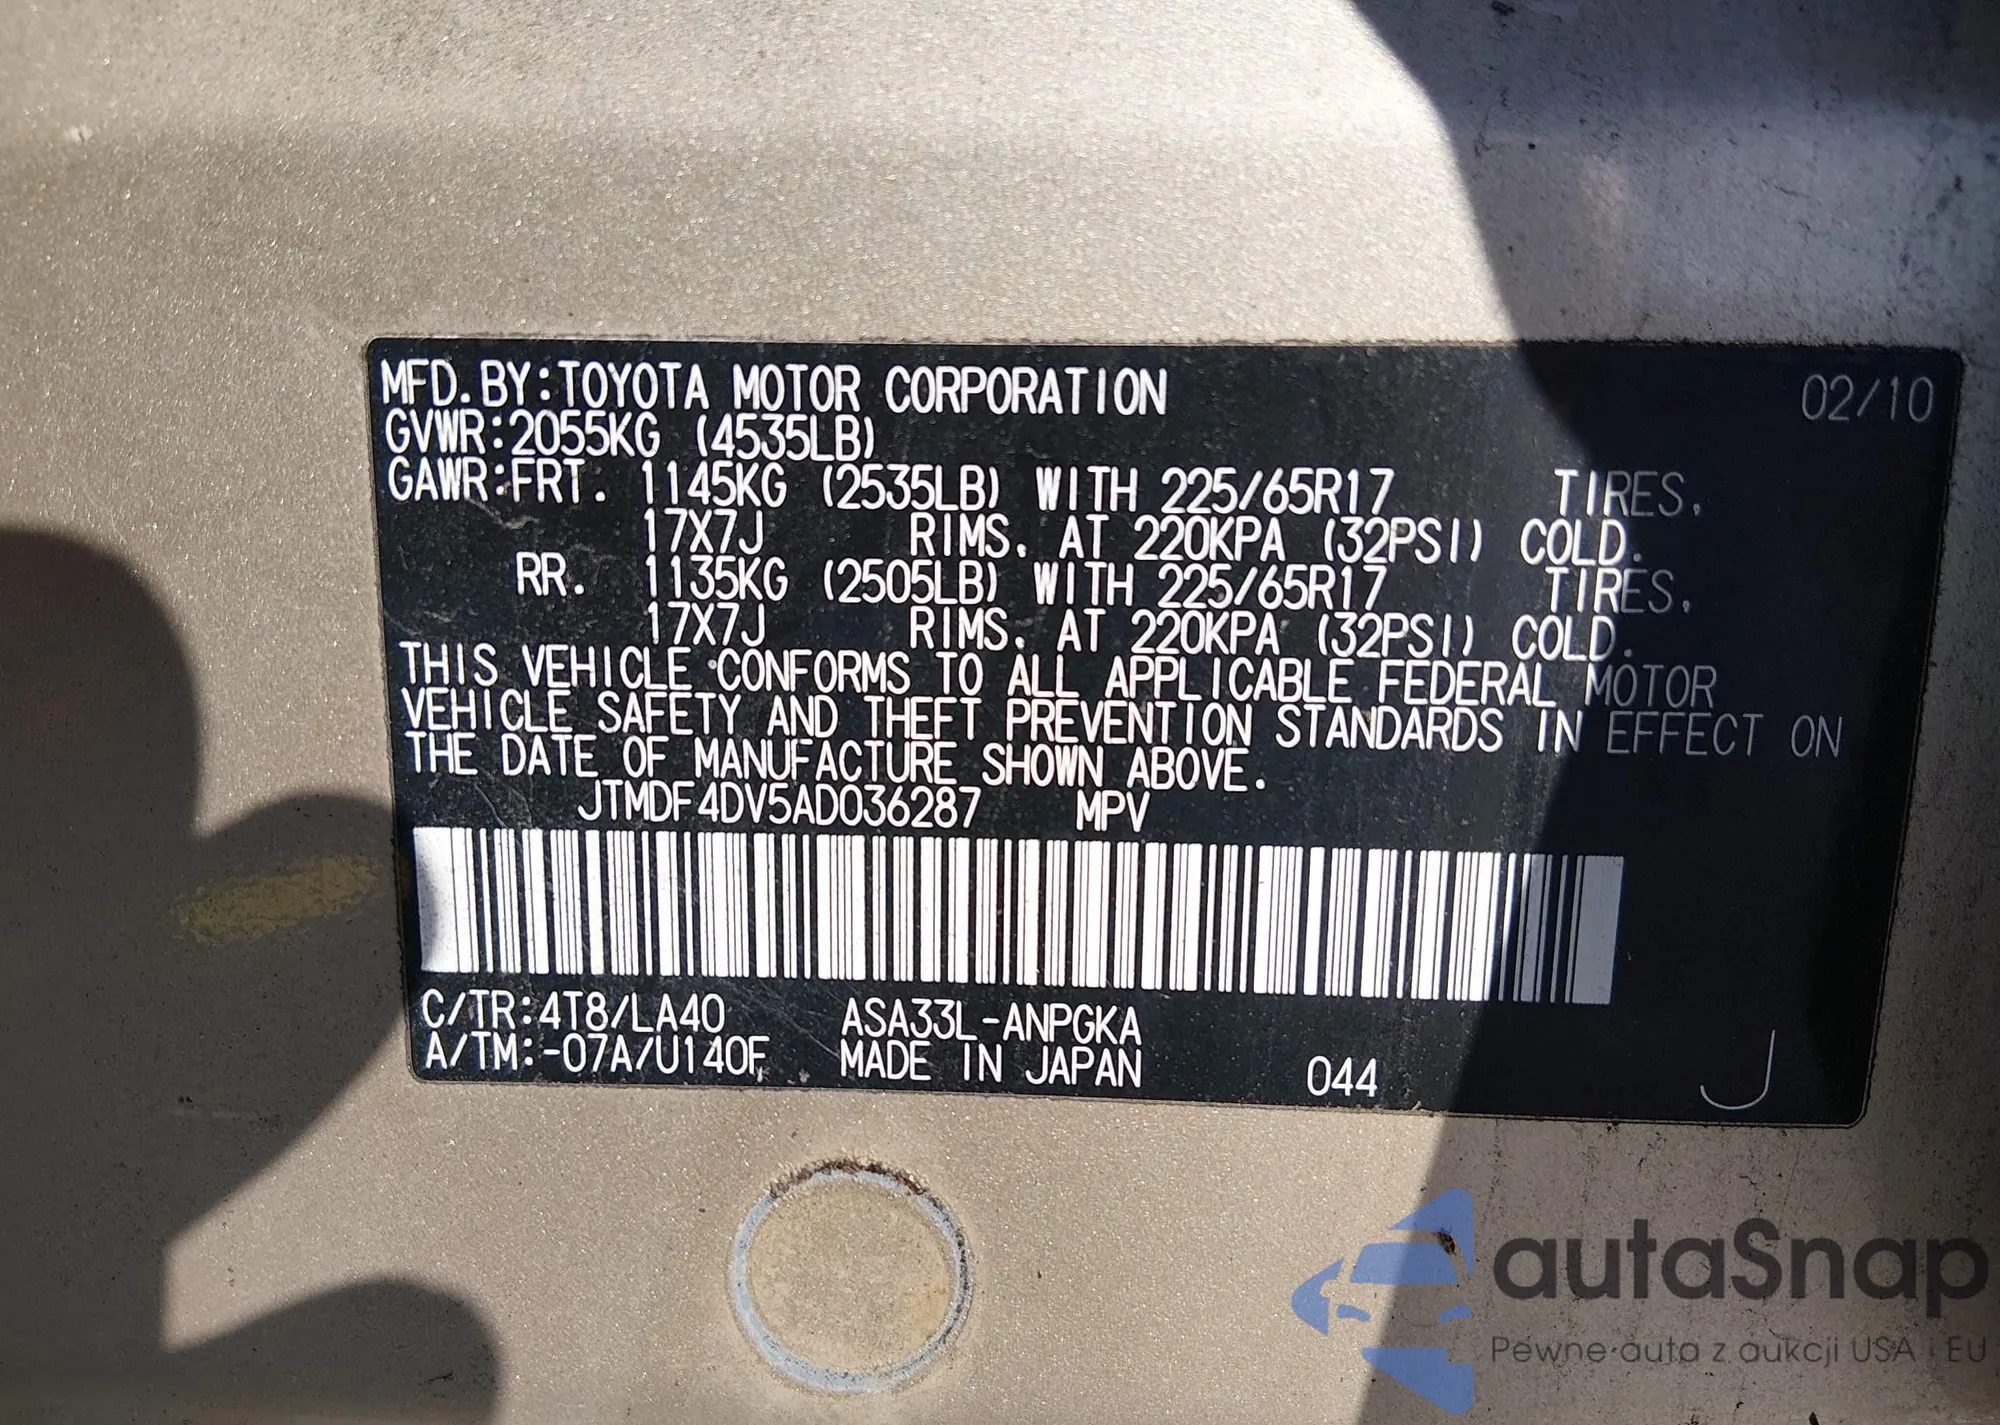 MFD.BY:TOYOTA MOTOR CORPORATION 02/10
GVWR:2055KG (4535LB)
GAWR:FRT. 1145KG (2535LB) WITH 225/65R17 TIRES.
17X7J RIMS. AT 220KPA (32PSI) COLD.
RR. 1135KG (2505LB) WITH 225/65R17 TIRES.
17X7J RIMS. AT 220KPA (32PSI) COLD.
THIS VEHICLE CONFORMS TO ALL APPLICABLE FEDERAL MOTOR
VEHICLE SAFETY AND THEFT PREVENTION STANDARDS IN EFFECT ON
THE DATE OF MANUFACTURE SHOWN ABOVE.
JTMDF4DV5AD036287 MPV
C/TR:4T8/LA40 ASA33L-ANPGKA
A/TM:-07A/U140F MADE IN JAPAN 044 J
autaSnap
Pewne auta z aukcji USA i EU